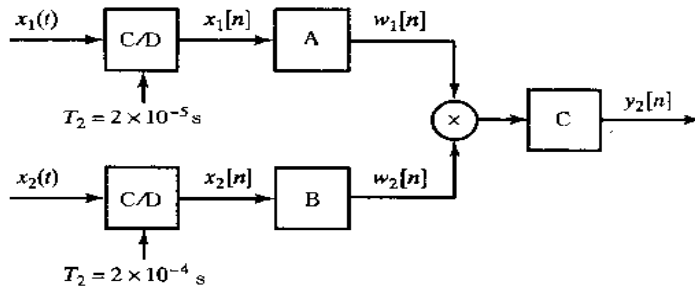 x₁(t) C/D x₁[n] A w₁[n]
T₂ = 2 × 10⁻⁵ s
× C y₂[n]
x₂(t) C/D x₂[n] B w₂[n]
T₂ = 2 × 10⁻⁴ s